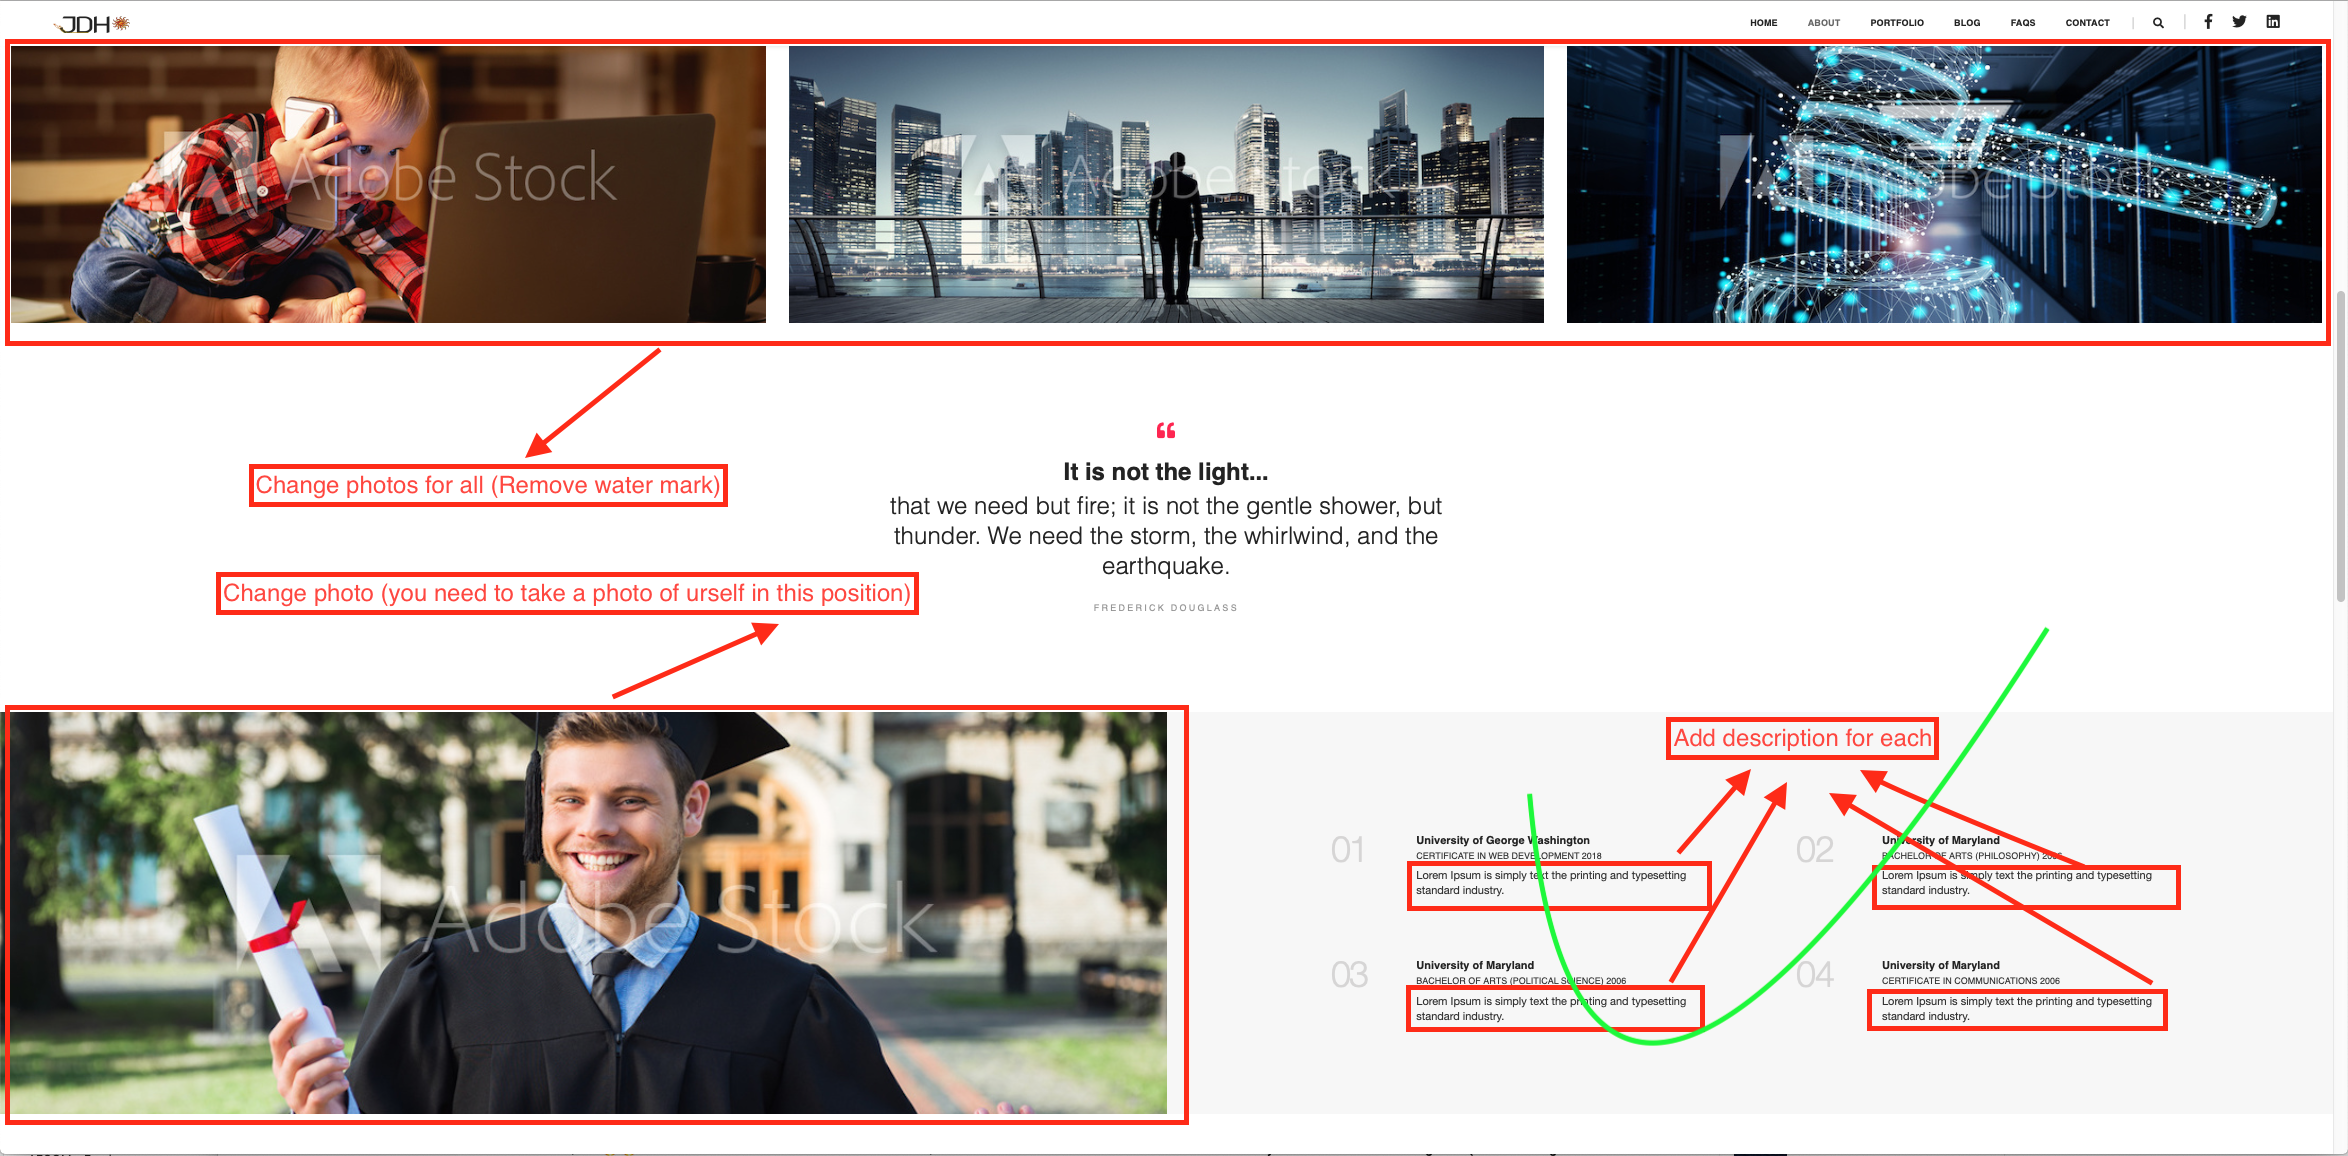 JDH
HOME ABOUT PORTFOLIO BLOG FAQS CONTACT
Adobe Stock
Adobe Stock
Adobe Stock
Change photos for all (Remove water mark)
It is not the light...
that we need but fire; it is not the gentle shower, but
thunder. We need the storm, the whirlwind, and the
earthquake.
FREDERICK DOUGLASS
Change photo (you need to take a photo of urself in this position)
Adobe Stock
Add description for each
01
University of George Washington
CERTIFICATE IN WEB DEVELOPMENT 2018
Lorem Ipsum is simply text the printing and typesetting
standard industry.
02
University of Maryland
BACHELOR OF ARTS (PHILOSOPHY) 2006
Lorem Ipsum is simply text the printing and typesetting
standard industry.
03
University of Maryland
BACHELOR OF ARTS (POLITICAL SCIENCE) 2006
Lorem Ipsum is simply text the printing and typesetting
standard industry.
04
University of Maryland
CERTIFICATE IN COMMUNICATIONS 2006
Lorem Ipsum is simply text the printing and typesetting
standard industry.